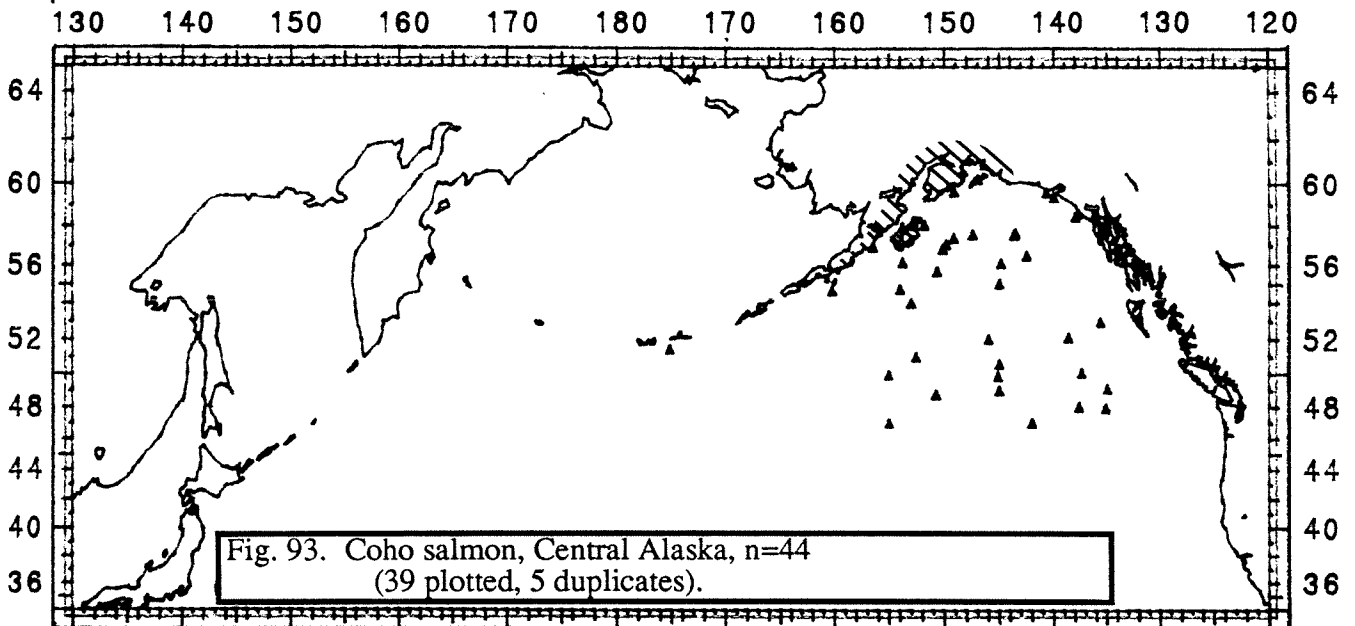 130 140 150 160 170 180 170 160 150 140 130 120
64 64
60 60
56 56
52 52
48 48
44 44
40 40
36 36
Fig. 93. Coho salmon, Central Alaska, n=44
(39 plotted, 5 duplicates).